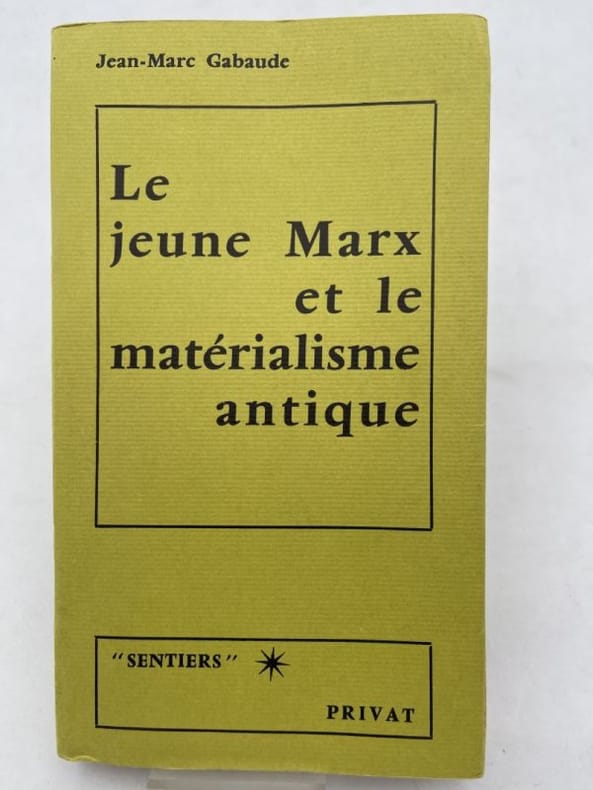 Jean-Marc Gabaude
Le
jeune Marx
et le
matérialisme
antique
"SENTIERS"
PRIVAT